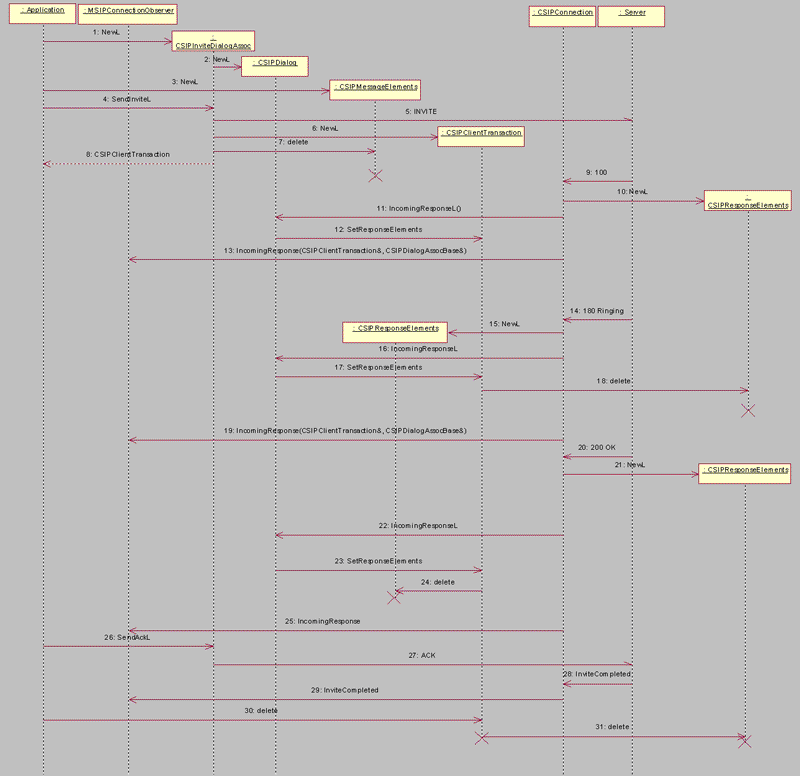 : Application
: MSIPConnectionObserver
: CSIPConnection
: Server
1: NewL
:
CSIPInviteDialogAssoc
2: NewL
: CSIPDialog
3: NewL
: CSIPMessageElements
4: SendInviteL
5: INVITE
6: NewL
: CSIPClientTransaction
7: delete
8: CSIPClientTransaction
9: 100
10: NewL
:
CSIPResponseElements
11: IncomingResponseL()
12: SetResponseElements
13: IncomingResponse(CSIPClientTransaction&, CSIPDialogAssocBase&)
14: 180 Ringing
15: NewL
: CSIPResponseElements
16: IncomingResponseL
17: SetResponseElements
18: delete
19: IncomingResponse(CSIPClientTransaction&, CSIPDialogAssocBase&)
20: 200 OK
21: NewL
: CSIPResponseElements
22: IncomingResponseL
23: SetResponseElements
24: delete
25: IncomingResponse
26: SendAckL
27: ACK
28: InviteCompleted
29: InviteCompleted
30: delete
31: delete